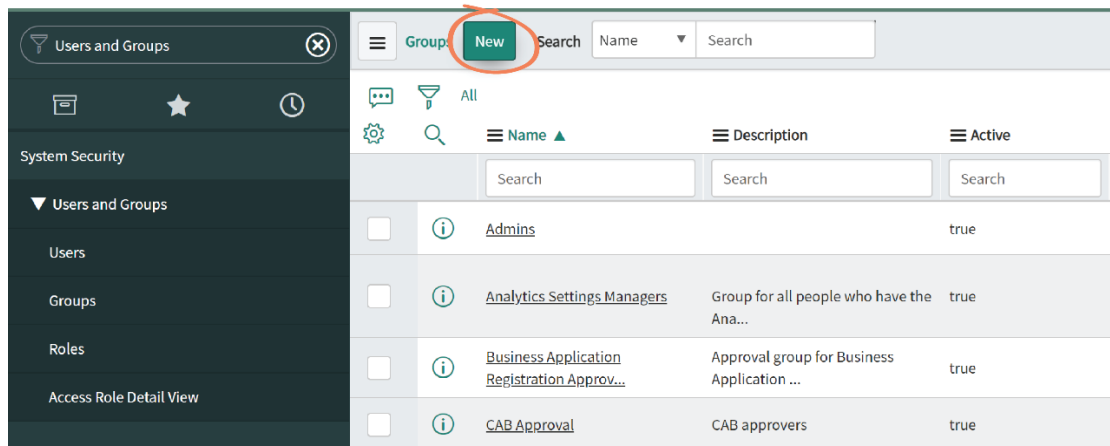 Users and Groups
Groups New Search Name Search
All
Name Description Active
System Security
Search Search Search
Users and Groups
Users
Groups
Roles
Access Role Detail View
Admins true
Analytics Settings Managers Group for all people who have the true
Ana...
Business Application Approval group for Business true
Registration Approv... Application ...
CAB Approval CAB approvers true